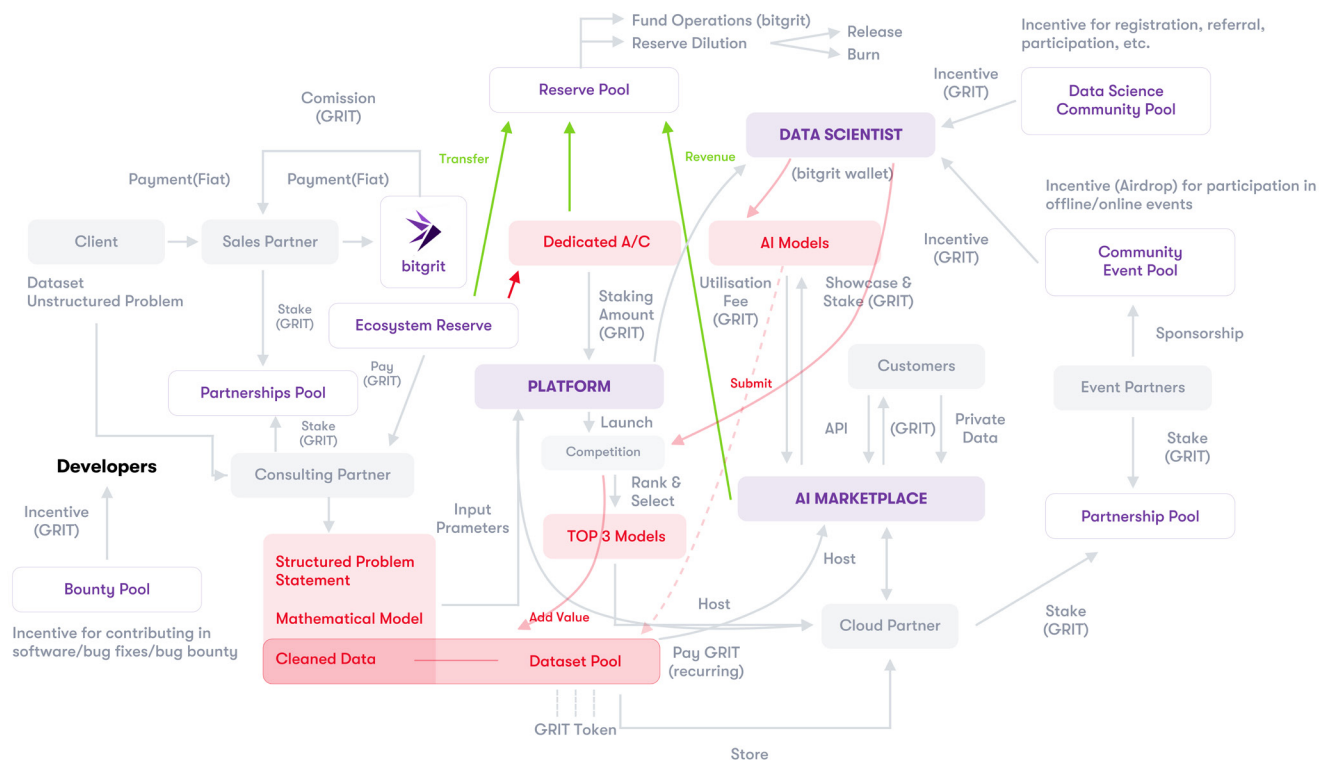 Fund Operations (bitgrit)
Reserve Dilution
Release
Burn
Incentive for registration, referral,
participation, etc.
Reserve Pool
Incentive
(GRIT)
Data Science
Community Pool
Comission
(GRIT)
DATA SCIENTIST
(bitgrit wallet)
Transfer
Revenue
Payment(Fiat)
Payment(Fiat)
Incentive (Airdrop) for participation in
offline/online events
Client
Sales Partner
bitgrit
Dedicated A/C
AI Models
Incentive
(GRIT)
Community
Event Pool
Dataset
Unstructured Problem
Stake
(GRIT)
Ecosystem Reserve
Staking
Amount
(GRIT)
Utilisation
Fee
(GRIT)
Showcase &
Stake (GRIT)
Sponsorship
Partnerships Pool
Pay
(GRIT)
PLATFORM
Submit
Customers
Event Partners
Stake
(GRIT)
Launch
API
(GRIT)
Private
Data
Stake
(GRIT)
Developers
Consulting Partner
Competition
Rank &
Select
AI MARKETPLACE
Incentive
(GRIT)
Input
Prameters
TOP 3 Models
Partnership Pool
Host
Structured Problem
Statement
Bounty Pool
Mathematical Model
Add Value
Host
Cloud Partner
Stake
(GRIT)
Incentive for contributing in
software/bug fixes/bug bounty
Cleaned Data
Dataset Pool
Pay GRIT
(recurring)
GRIT Token
Store